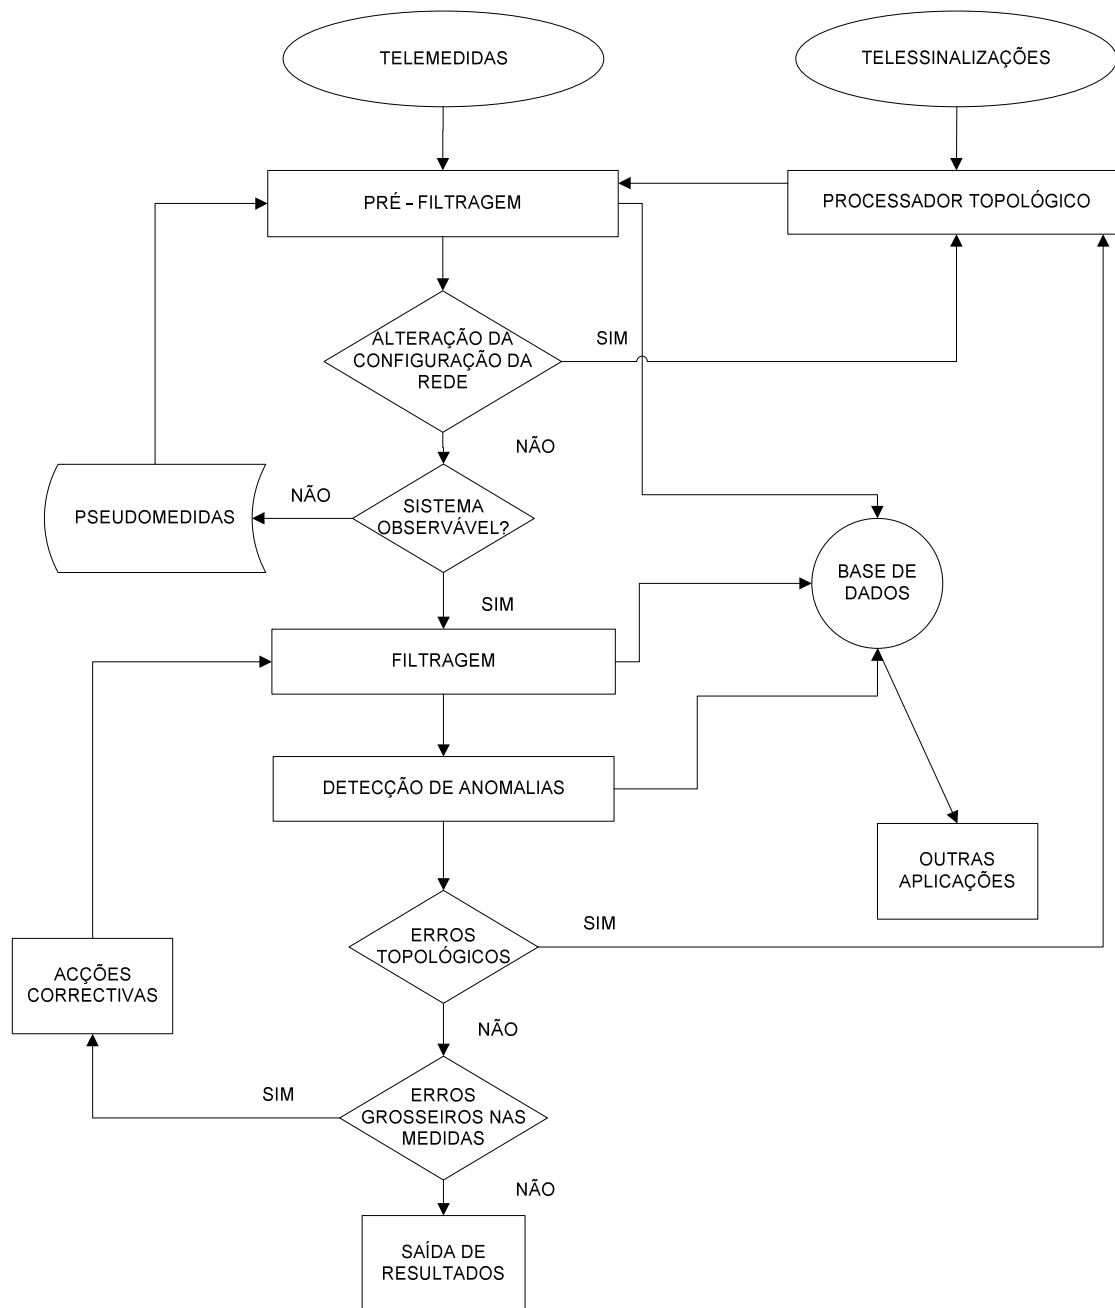 TELEMEDIDAS
TELESSINALIZAÇÕES
PRÉ - FILTRAGEM
PROCESSADOR TOPOLÓGICO
ALTERAÇÃO DA
CONFIGURAÇÃO DA
REDE
SIM
NÃO
SISTEMA
OBSERVÁVEL?
NÃO
PSEUDOMEDIDAS
BASE DE
DADOS
SIM
FILTRAGEM
DETECÇÃO DE ANOMALIAS
OUTRAS
APLICAÇÕES
ERROS
TOPOLÓGICOS
SIM
ACÇÕES
CORRECTIVAS
NÃO
ERROS
GROSSEIROS NAS
MEDIDAS
SIM
NÃO
SAÍDA DE
RESULTADOS